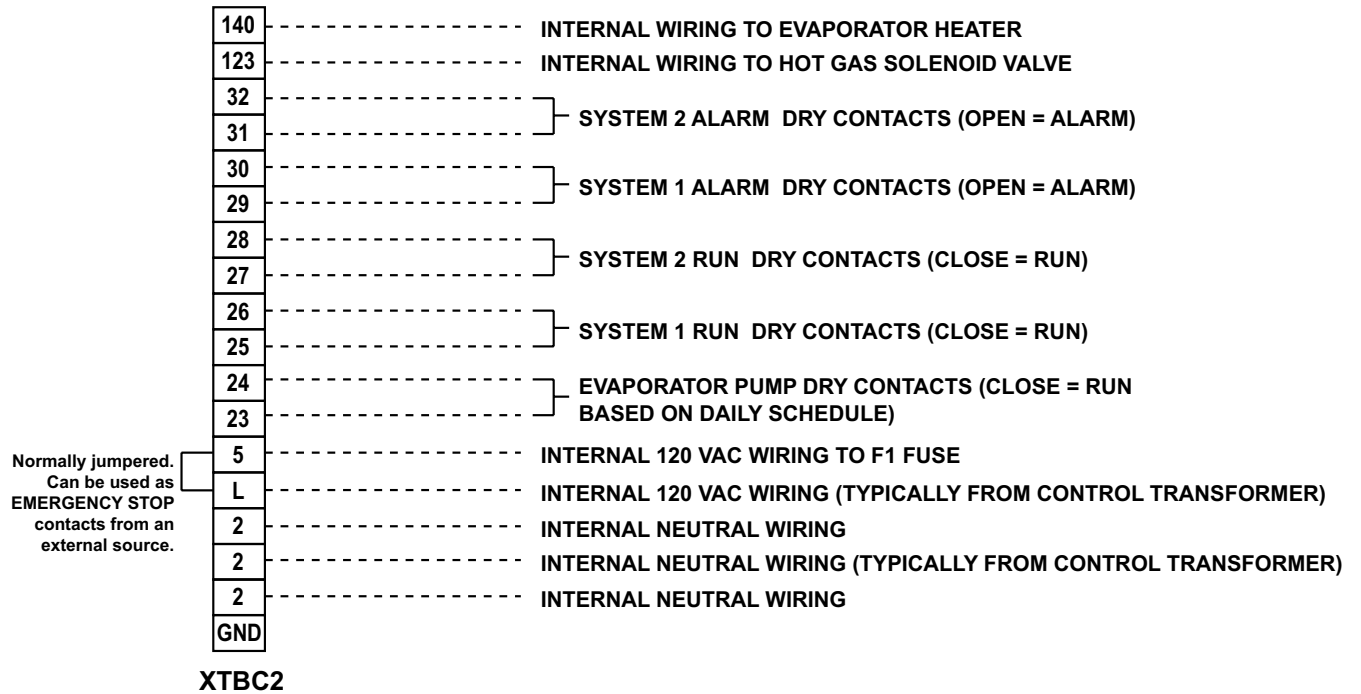 140 INTERNAL WIRING TO EVAPORATOR HEATER
123 INTERNAL WIRING TO HOT GAS SOLENOID VALVE
32
SYSTEM 2 ALARM DRY CONTACTS (OPEN = ALARM)
31
30
SYSTEM 1 ALARM DRY CONTACTS (OPEN = ALARM)
29
28
SYSTEM 2 RUN DRY CONTACTS (CLOSE = RUN)
27
26
SYSTEM 1 RUN DRY CONTACTS (CLOSE = RUN)
25
24 EVAPORATOR PUMP DRY CONTACTS (CLOSE = RUN
23 BASED ON DAILY SCHEDULE)
5 INTERNAL 120 VAC WIRING TO F1 FUSE
Normally jumpered.
Can be used as
EMERGENCY STOP
contacts from an
external source.
L INTERNAL 120 VAC WIRING (TYPICALLY FROM CONTROL TRANSFORMER)
2 INTERNAL NEUTRAL WIRING
2 INTERNAL NEUTRAL WIRING (TYPICALLY FROM CONTROL TRANSFORMER)
2 INTERNAL NEUTRAL WIRING
GND
XTBC2